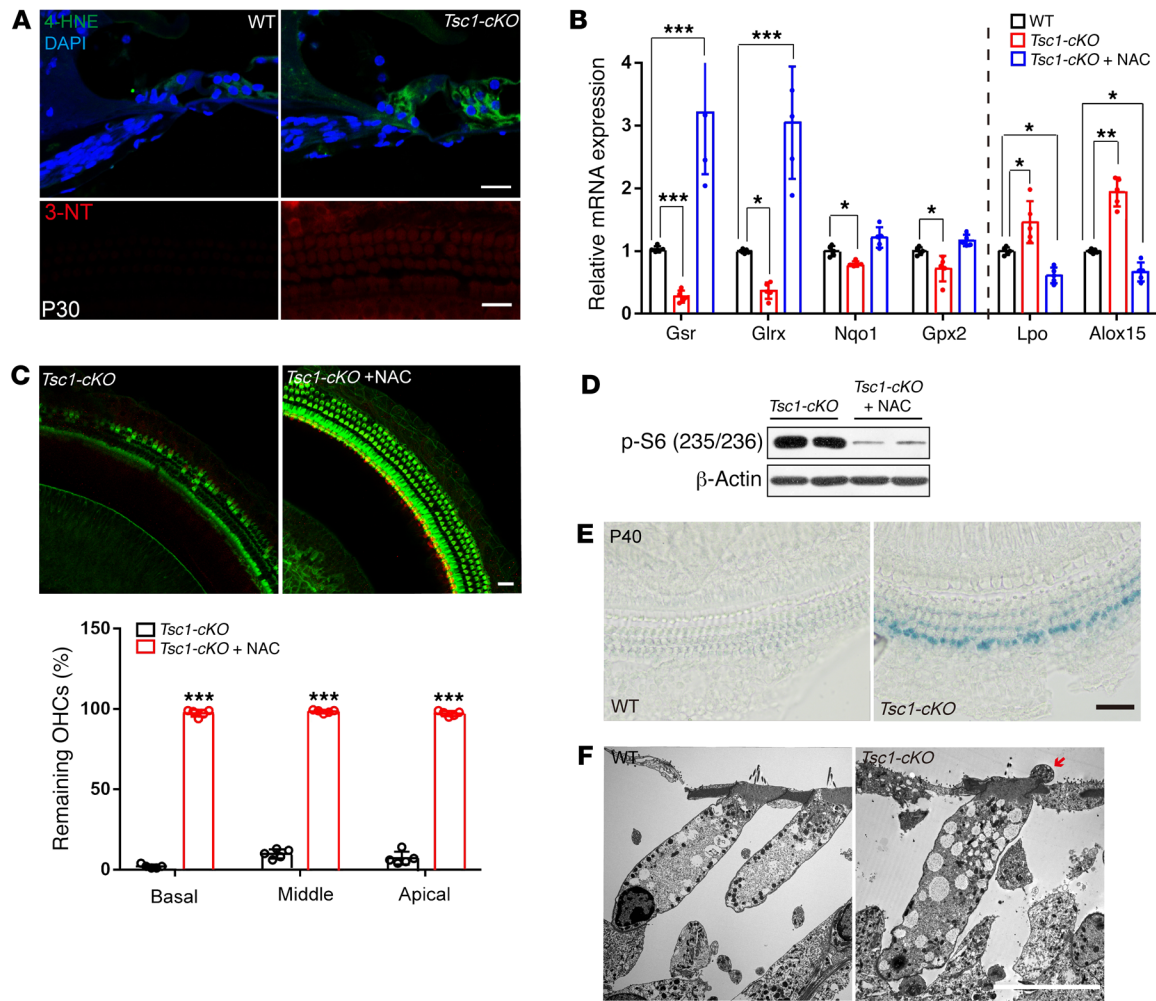 A
4-HNE
DAPI
WT
Tsc1-cKO
3-NT
P30
B
WT
Tsc1-cKO
Tsc1-cKO + NAC
Relative mRNA expression
4
3
2
1
0
***
***
*
***
*
*
*
*
*
**
*
Gsr
Glrx
Nqo1
Gpx2
Lpo
Alox15
C
Tsc1-cKO
Tsc1-cKO +NAC
Tsc1-cKO
Tsc1-cKO + NAC
Remaining OHCs (%)
150
100
50
0
***
***
***
Basal
Middle
Apical
D
Tsc1-cKO
Tsc1-cKO
+ NAC
p-S6 (235/236)
β-Actin
E
P40
WT
Tsc1-cKO
F
WT
Tsc1-cKO